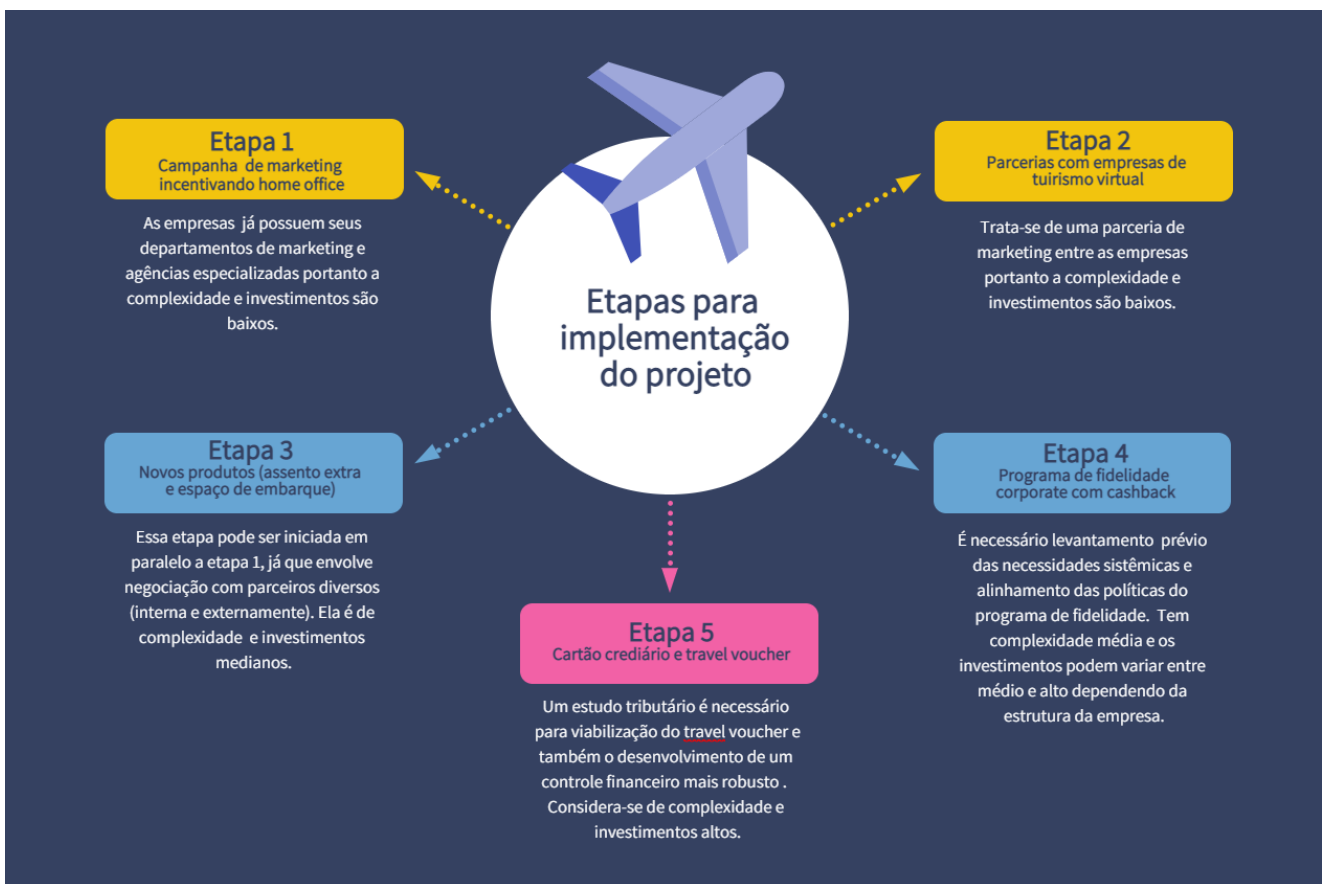 Etapas para
implementação
do projeto
Etapa 1
Campanha de marketing
incentivando home office
As empresas já possuem seus
departamentos de marketing e
agências especializadas portanto a
complexidade e investimentos são
baixos.
Etapa 2
Parcerias com empresas de
tuirismo virtual
Trata-se de uma parceria de
marketing entre as empresas
portanto a complexidade e
investimentos são baixos.
Etapa 3
Novos produtos (assento extra
e espaço de embarque)
Essa etapa pode ser iniciada em
paralelo a etapa 1, já que envolve
negociação com parceiros diversos
(interna e externamente). Ela é de
complexidade e investimentos
medianos.
Etapa 4
Programa de fidelidade
corporate com cashback
É necessário levantamento prévio
das necessidades sistêmicas e
alinhamento das políticas do
programa de fidelidade. Tem
complexidade média e os
investimentos podem variar entre
médio e alto dependendo da
estrutura da empresa.
Etapa 5
Cartão crediário e travel voucher
Um estudo tributário é necessário
para viabilização do travel voucher e
também o desenvolvimento de um
controle financeiro mais robusto .
Considera-se de complexidade e
investimentos altos.